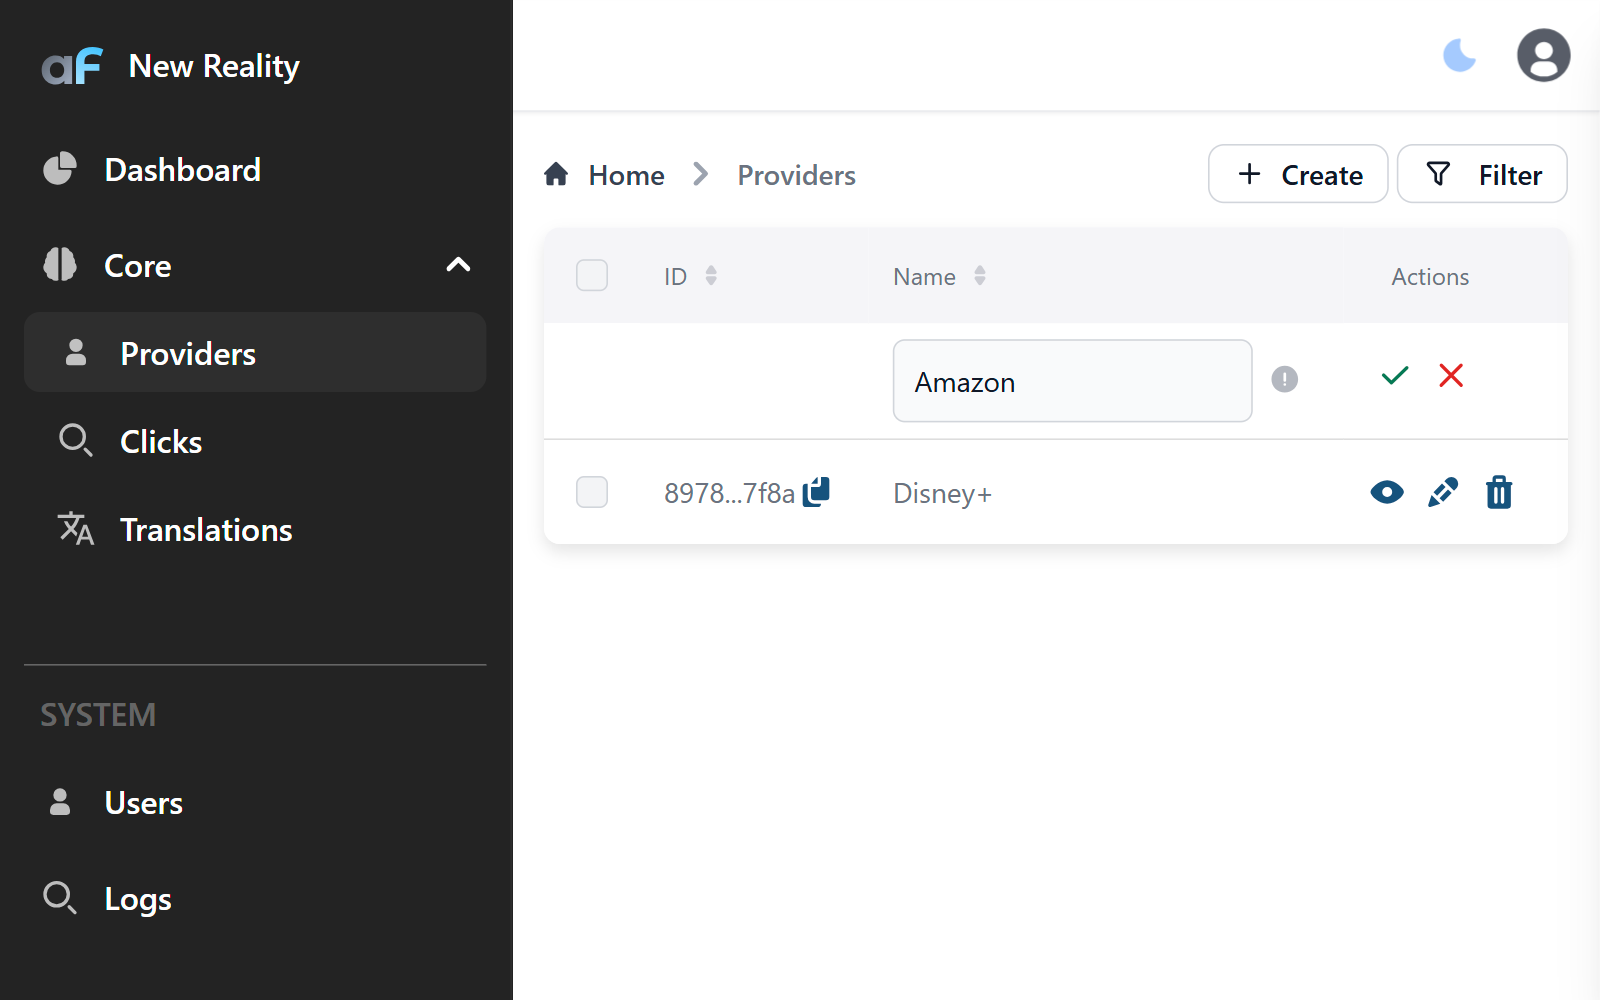 aF New Reality
Dashboard
Core
Providers
Clicks
Translations
SYSTEM
Users
Logs
Home Providers
Create Filter
ID Name Actions
Amazon
8978...7f8a Disney+